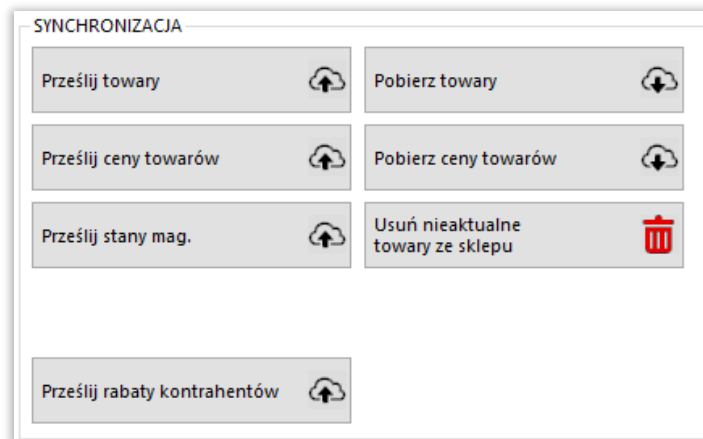 SYNCHRONIZACJA
Prześlij towary
Pobierz towary
Prześlij ceny towarów
Pobierz ceny towarów
Prześlij stany mag.
Usuń nieaktualne
towary ze sklepu
Prześlij rabaty kontrahentów